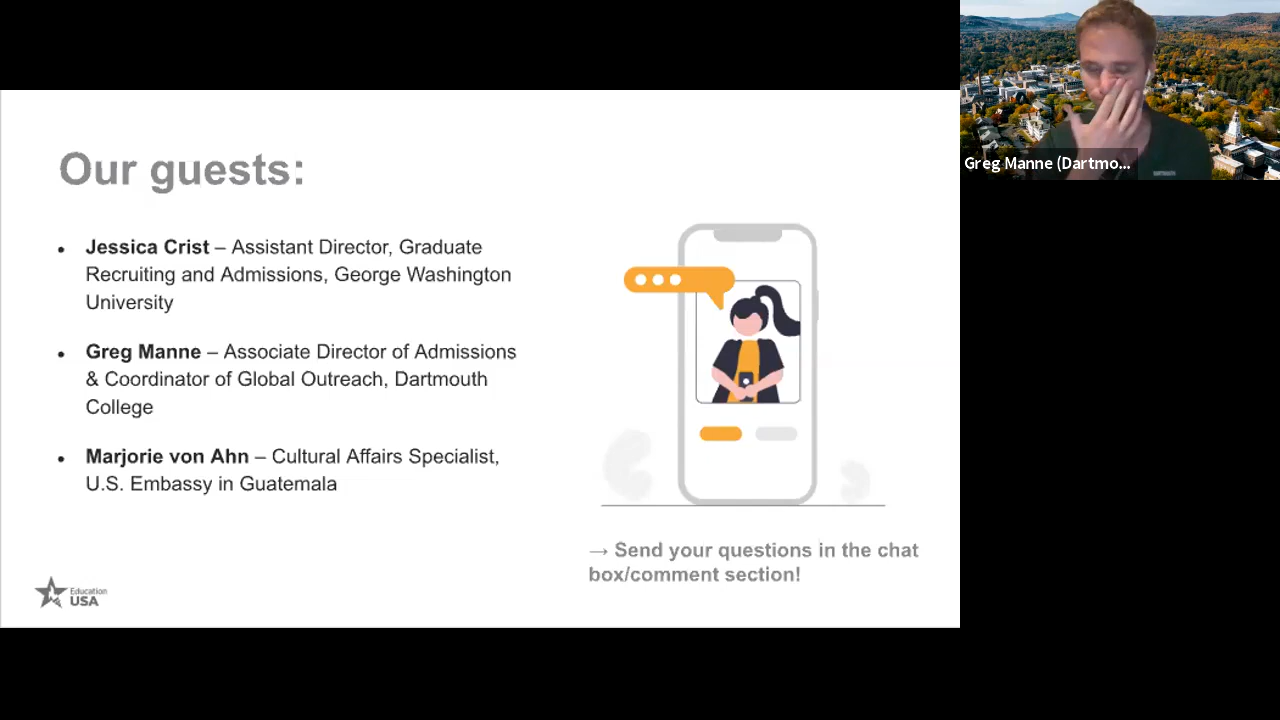 Our guests:
• Jessica Crist – Assistant Director, Graduate
Recruiting and Admissions, George Washington
University
• Greg Manne – Associate Director of Admissions
& Coordinator of Global Outreach, Dartmouth
College
• Marjorie von Ahn – Cultural Affairs Specialist,
U.S. Embassy in Guatemala
→ Send your questions in the chat
box/comment section!
Education
USA
Greg Manne (Dartmo...